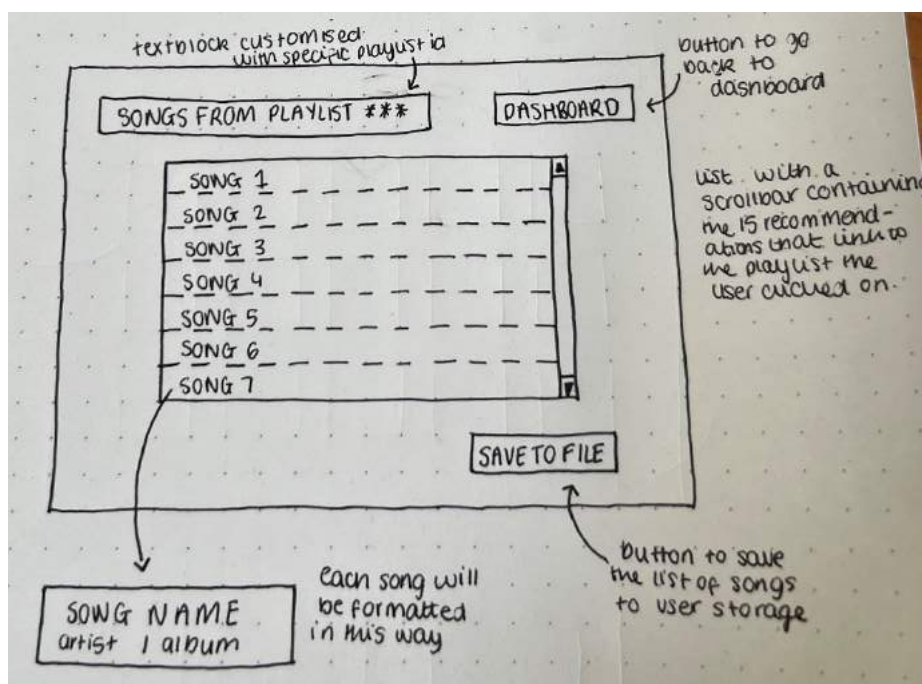 textblock customised
with specific playlist id
button to go
back to
dashboard
SONGS FROM PLAYLIST ***
DASHBOARD
SONG 1
SONG 2
SONG 3
SONG 4
SONG 5
SONG 6
SONG 7
list with a
scrollbar containing
the 15 recommend-
ations that link to
the playlist the
user clicked on.
SAVE TO FILE
button to save
the list of songs
to user storage
SONG NAME
artist | album
each song will
be formatted
in this way